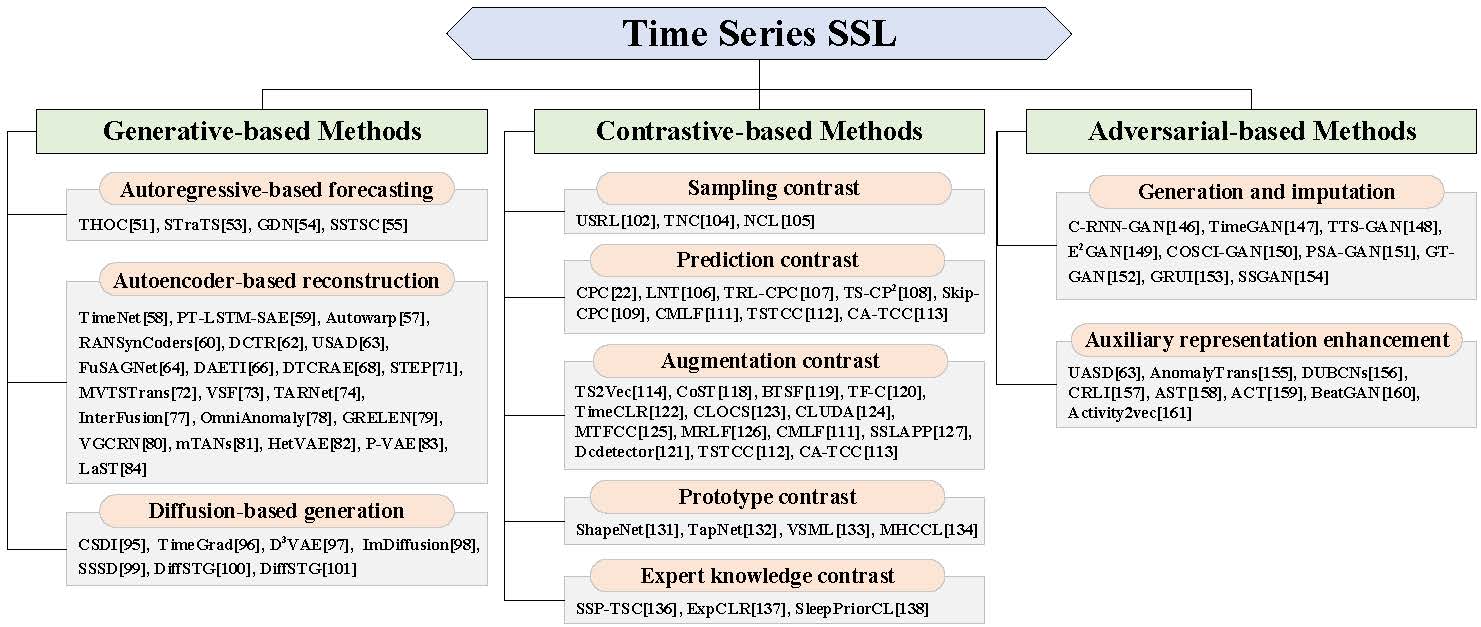 Time Series SSL
Generative-based Methods
Autoregressive-based forecasting
THOC[51], STraTS[53], GDN[54], SSTSC[55]
Autoencoder-based reconstruction
TimeNet[58], PT-LSTM-SAE[59], Autowarp[57],
RANSynCoders[60], DCTR[62], USAD[63],
FuSAGNet[64], DAETI[66], DTCRAE[68], STEP[71],
MVTSTrans[72], VSF[73], TARNet[74],
InterFusion[77], OmniAnomaly[78], GRELEN[79],
VGCRN[80], mTANs[81], HetVAE[82], P-VAE[83],
LaST[84]
Diffusion-based generation
CSDI[95], TimeGrad[96], D³VAE[97], ImDiffusion[98],
SSSD[99], DiffSTG[100], DiffSTG[101]
Contrastive-based Methods
Sampling contrast
USRL[102], TNC[104], NCL[105]
Prediction contrast
CPC[22], LNT[106], TRL-CPC[107], TS-CP²[108], Skip-
CPC[109], CMLF[111], TSTCC[112], CA-TCC[113]
Augmentation contrast
TS2Vec[114], CoST[118], BTSF[119], TF-C[120],
TimeCLR[122], CLOCS[123], CLUDA[124],
MTFCC[125], MRLF[126], CMLF[111], SSLAPP[127],
Dcdetector[121], TSTCC[112], CA-TCC[113]
Prototype contrast
ShapeNet[131], TapNet[132], VSML[133], MHCCL[134]
Expert knowledge contrast
SSP-TSC[136], ExpCLR[137], SleepPriorCL[138]
Adversarial-based Methods
Generation and imputation
C-RNN-GAN[146], TimeGAN[147], TTS-GAN[148],
E²GAN[149], COSCI-GAN[150], PSA-GAN[151], GT-
GAN[152], GRUI[153], SSGAN[154]
Auxiliary representation enhancement
UASD[63], AnomalyTrans[155], DUBCNs[156],
CRLI[157], AST[158], ACT[159], BeatGAN[160],
Activity2vec[161]